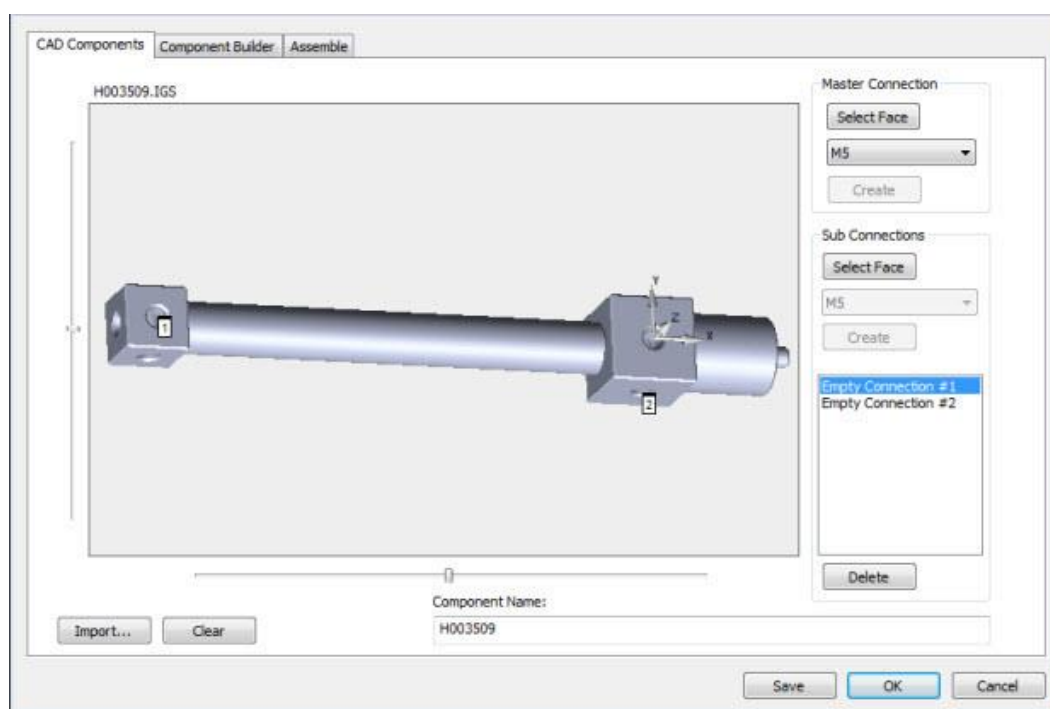 CAD Components Component Builder Assemble
H003509.IGS
Master Connection
Select Face
M5
Create
Sub Connections
Select Face
M5
Create
Empty Connection #1
Empty Connection #2
Delete
Y
Z
X
1
2
Component Name:
H003509
Import... Clear
Save OK Cancel